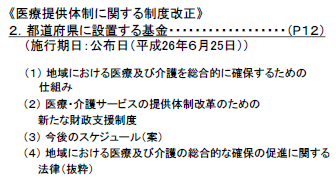 《医療提供体制に関する制度改正》
２．都道府県に設置する基金・・・・・・・・・・・・・・・・・・(Ｐ１２)
（施行期日：公布日（平成26年６月25日））
（１）地域における医療及び介護を総合的に確保するための
仕組み
（２）医療・介護サービスの提供体制改革のための
新たな財政支援制度
（３）今後のスケジュール（案）
（４）地域における医療及び介護の総合的な確保の促進に関する
法律（抜粋）